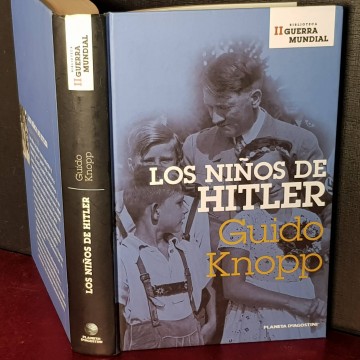 BIBLIOTECA
II GUERRA
MUNDIAL
LOS NIÑOS DE
HITLER
Guido
Knopp
PLANETA DEAGOSTINI
BIBLIOTECA
II GUERRA
MUNDIAL
Guido
Knopp
LOS NIÑOS DE HITLER
PLANETA
DEAGOSTINI